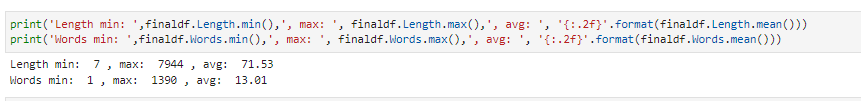 print('Length min: ',finaldf.Length.min(),', max: ', finaldf.Length.max(),', avg: ', '{:.2f}'.format(finaldf.Length.mean()))
print('Words min: ',finaldf.Words.min(),', max: ', finaldf.Words.max(),', avg: ', '{:.2f}'.format(finaldf.Words.mean()))
Length min:  7 , max:  7944 , avg:  71.53
Words min:  1 , max:  1390 , avg:  13.01